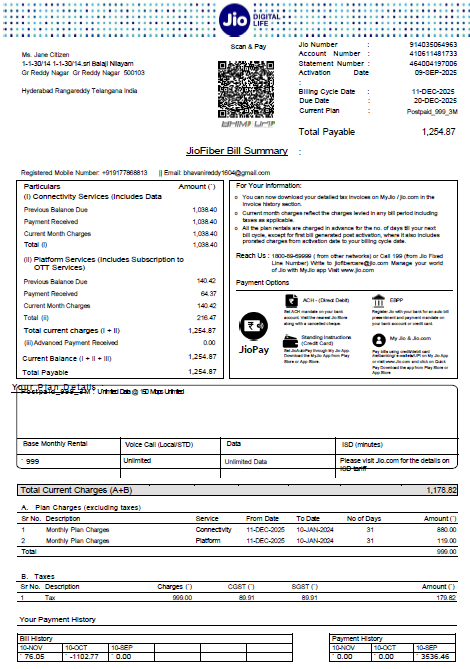 Jio DIGITAL LIFE
Ms. Jane Citizen
1-1-30/14 1-1-30/14.sri Balaji Nilayam
Gr Reddy Nagar Gr Reddy Nagar 500103
Hyderabad Rangareddy Telangana India
Scan & Pay
BHIM UPI
Jio Number : 914035064963
Account Number : 410611481733
Statement Number : 464004197006
Activation Date : 09-SEP-2025
Billing Cycle Date : 11-DEC-2025
Due Date : 20-DEC-2025
Current Plan : Postpaid_999_3M
Total Payable 1,254.87
JioFiber Bill Summary :
Registered Mobile Number: +919177868813 || Email: bhavanireddy1604@gmail.com
Particulars Amount (`)
(I) Connectivity Services (Includes Data
Previous Balance Due 1,038.40
Payment Received 1,038.40
Current Month Charges 1,038.40
Total (I) 1,038.40
(II) Platform Services (Includes Subscription to OTT Services)
Previous Balance Due 140.42
Payment Received 64.37
Current Month Charges 140.42
Total (ii) 216.47
Total current charges (I + II) 1,254.87
(iii) Advanced Payment Received 0.00
Current Balance (I + II + III) 1,254.87
Total Payable 1,254.87
For Your Information:
You can now download your detailed tax invoices on MyJio / jio.com in the invoice history section.
Current month charges reflect the charges levied in any bill period including taxes as applicable.
All the plan rentals are charged in advance for the no. of days till your next bill cycle, except for first bill generated post activation, where it also includes prorated charges from activation date to your billing cycle date.
Reach Us : 1800-89-69999 ( from other networks) or Call 199 (from Jio Fixed Line Number) Write to jiofibercare@jio.com Manage your world of Jio with MyJio app Visit www.jio.com
Payment Options
JioPay
ACH - (Direct Debit)
Set ACH mandate on your bank account. Visit the nearest Jio Store along with a cancelled cheque.
EBPP
Register Jio with your bank for an auto bill presentment and payment mandate on your bank account or credit card.
Standing Instructions (Credit Card)
Set JioAutoPay through My Jio App. Download the MyJio App from Play Store or App Store.
My Jio & Jio.com
Pay bills using credit/debit card
Download the app from Play Store or App Store
Your Plan Details
Postpaid_999_3M : Unlimited Data @ 150 Mbps Unlimited
Base Monthly Rental Voice Call (Local/STD) Data ISD (minutes)
` 999 Unlimited Unlimited Data Please visit Jio.com for the details on ISD tariff
Total Current Charges (A+B) 1,178.82
A. Plan Charges (excluding taxes)
Sr No. Description Service From Date To Date No of Days Amount (`)
1 Monthly Plan Charges Connectivity 11-DEC-2025 10-JAN-2024 31 880.00
2 Monthly Plan Charges Platform 11-DEC-2025 10-JAN-2024 31 119.00
Total 999.00
B. Taxes
Sr No. Description Charges (`) CGST (`) SGST (`) Amount (`)
1 Tax 999.00 89.91 89.91 179.82
Your Payment History
Bill History
10-NOV 10-OCT 10-SEP
` 76.05 ` -1102.77 ` 0.00
Payment History
10-NOV 10-OCT 10-SEP
` 0.00 ` 0.00 ` 3536.46